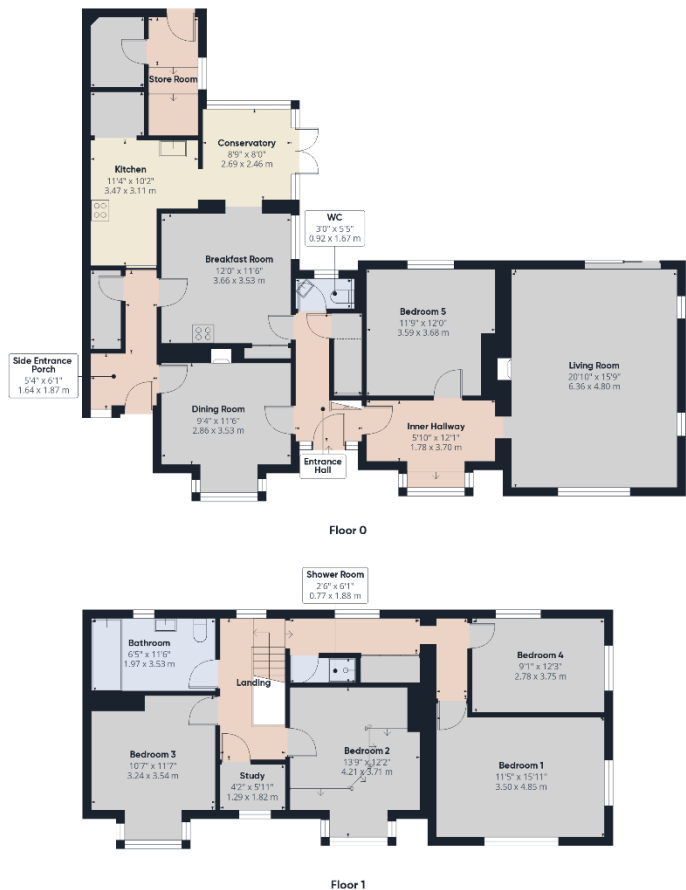 Store Room
Conservatory
8'9" x 8'0"
2.69 x 2.46 m
Kitchen
11'4" x 10'2"
3.47 x 3.11 m
WC
3'0" x 5'5"
0.92 x 1.67 m
Breakfast Room
12'0" x 11'6"
3.66 x 3.53 m
Bedroom 5
11'9" x 12'0"
3.59 x 3.68 m
Living Room
20'10" x 15'9"
6.36 x 4.80 m
Side Entrance
Porch
5'4" x 6'1"
1.64 x 1.87 m
Dining Room
9'4" x 11'6"
2.86 x 3.53 m
Inner Hallway
5'10" x 12'1"
1.78 x 3.70 m
Entrance
Hall
Floor 0
Shower Room
2'6" x 6'1"
0.77 x 1.88 m
Bathroom
6'5" x 11'6"
1.97 x 3.53 m
Landing
Bedroom 4
9'1" x 12'3"
2.78 x 3.75 m
Bedroom 3
10'7" x 11'7"
3.24 x 3.54 m
Bedroom 2
13'9" x 12'2"
4.21 x 3.71 m
Study
4'2" x 5'11"
1.29 x 1.82 m
Bedroom 1
11'5" x 15'11"
3.50 x 4.85 m
Floor 1